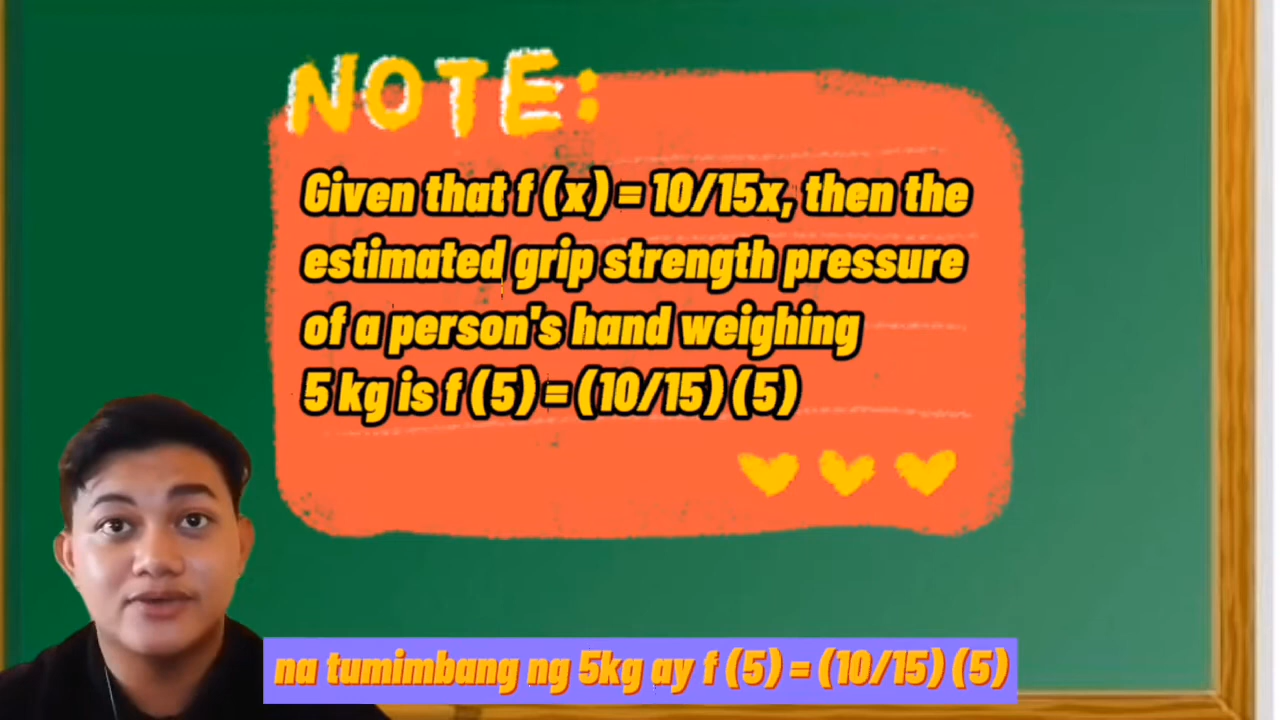 NOTE:
Given that f (x) = 10/15x, then the
estimated grip strength pressure
of a person's hand weighing
5 kg is f (5) = (10/15) (5)
na tumimbang ng 5kg ay f (5) = (10/15) (5)